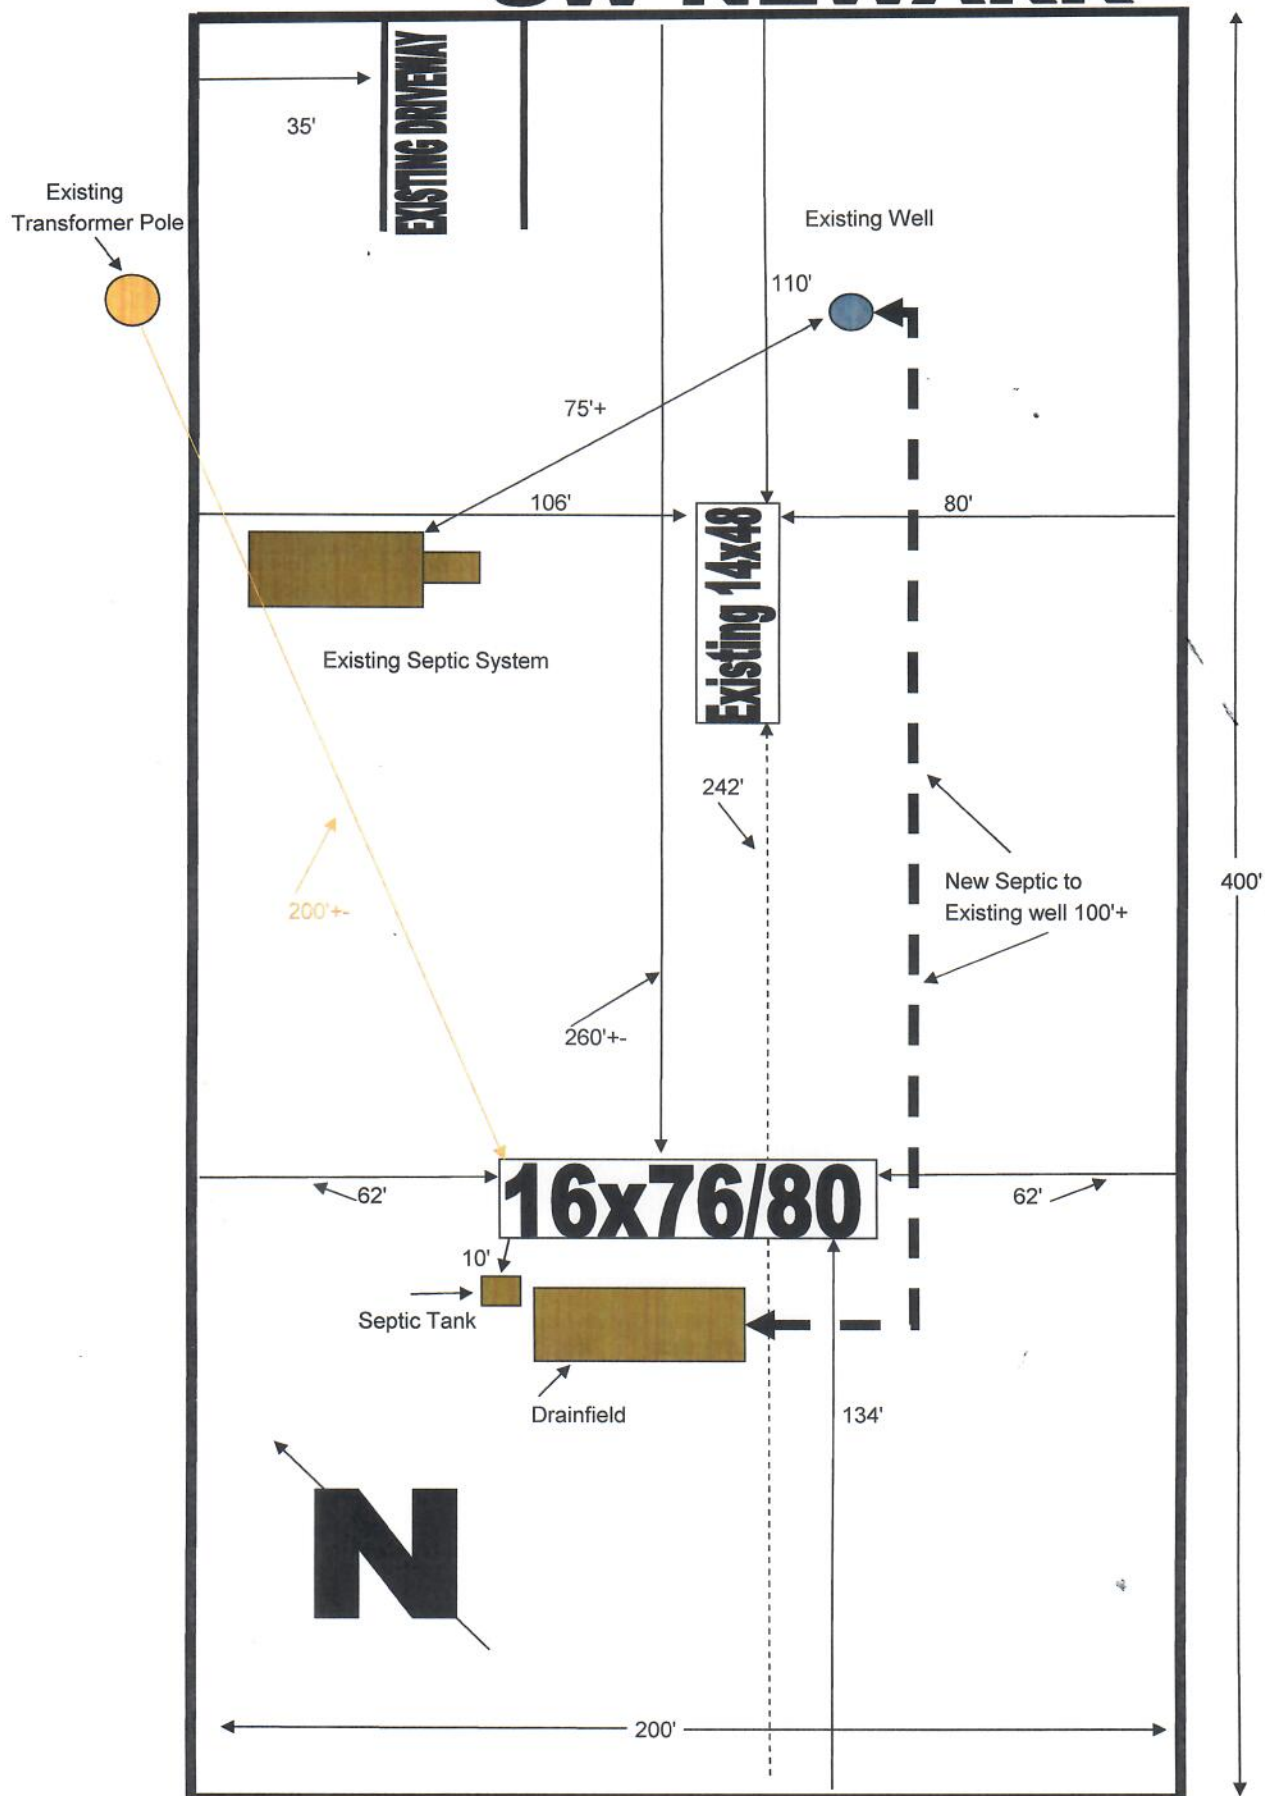 EXISTING DRIVEWAY
35'
Existing
Transformer Pole
Existing Well
110'
75'+
106'
80'
Existing 14x48
Existing Septic System
242'
New Septic to
Existing well 100'+
400'
200'+-
260'+-
16x76/80
62'
62'
10'
Septic Tank
Drainfield
134'
N
200'